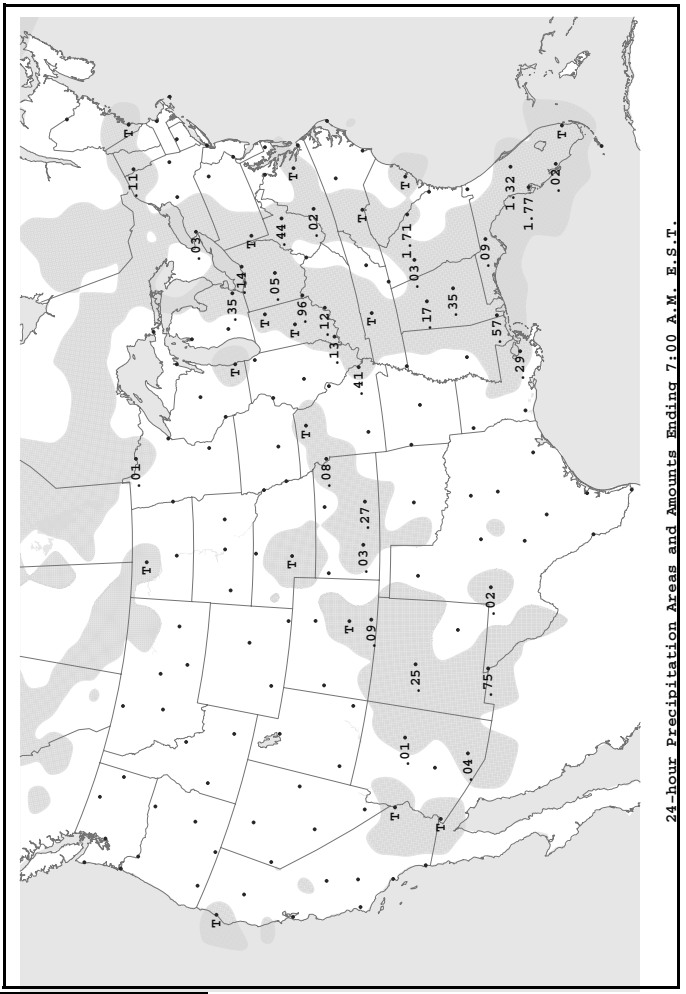 T
.11
.01
T
.03
T
T
.35
.14
T
T
.05
.44
T
T
T
.96
T
.02
.12
.08
.13
T
.41
.03
.27
T
.09
T
T
.01
T
1.71
.25
.03
.17
T
.35
.04
.09
.75
.02
.57
1.32
.29
1.77
.02
T
24-hour Precipitation Areas and Amounts Ending 7:00 A.M. E.S.T.